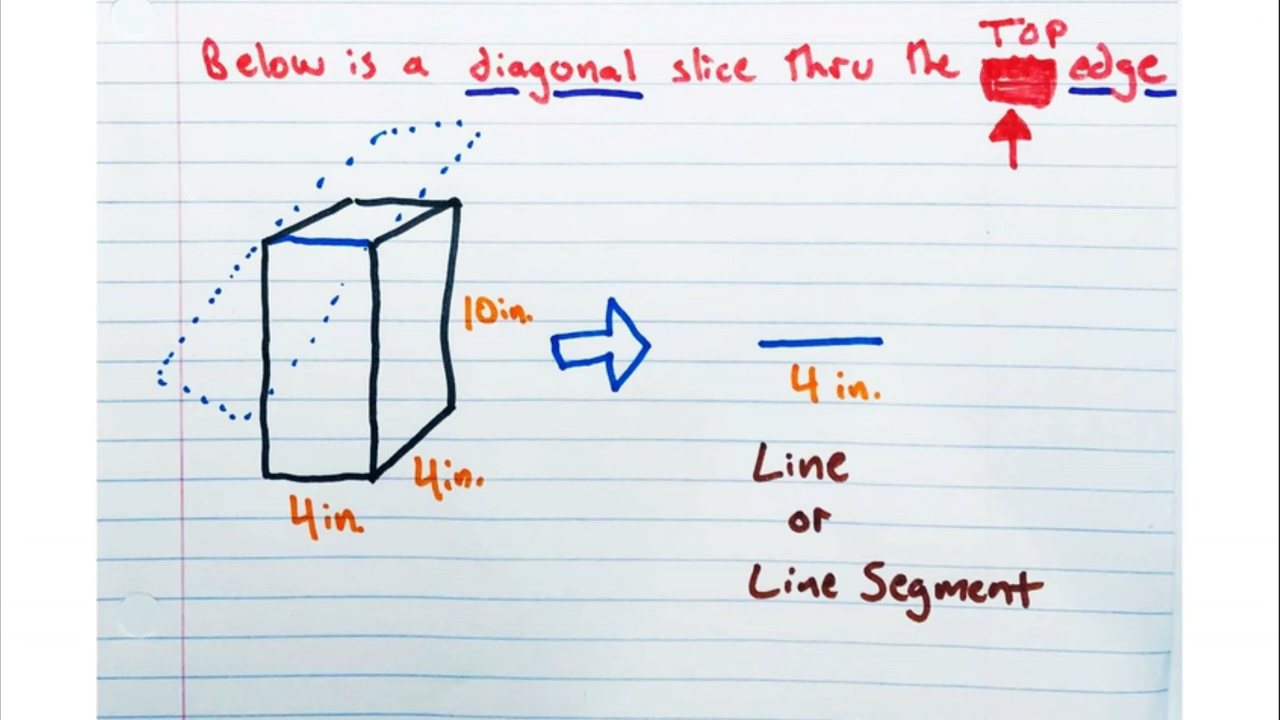 TOP
Below is a diagonal slice thru the edge
10in.
4 in.
4in.
4in.
Line
or
Line Segment